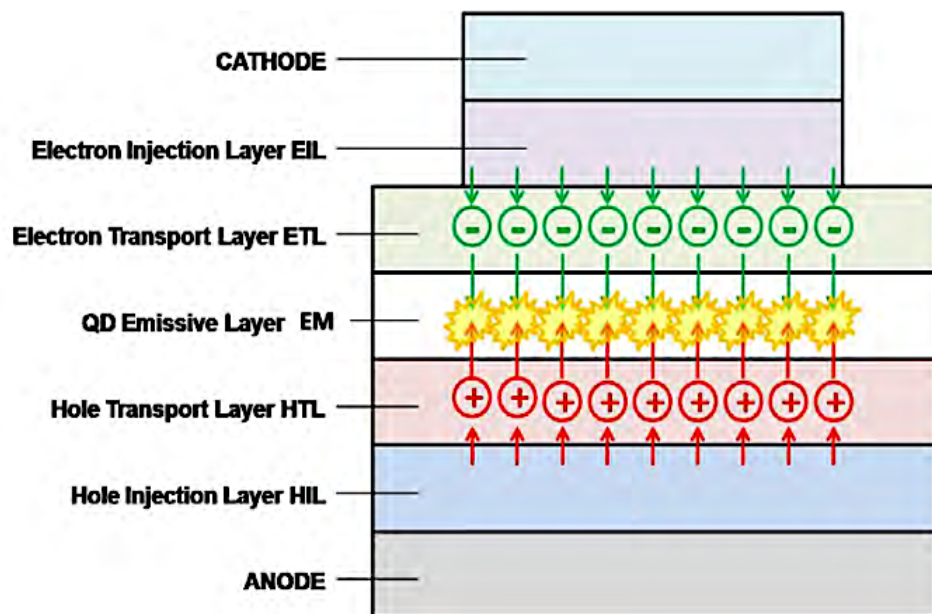 CATHODE
Electron Injection Layer EIL
Electron Transport Layer ETL
QD Emissive Layer EM
Hole Transport Layer HTL
Hole Injection Layer HIL
ANODE